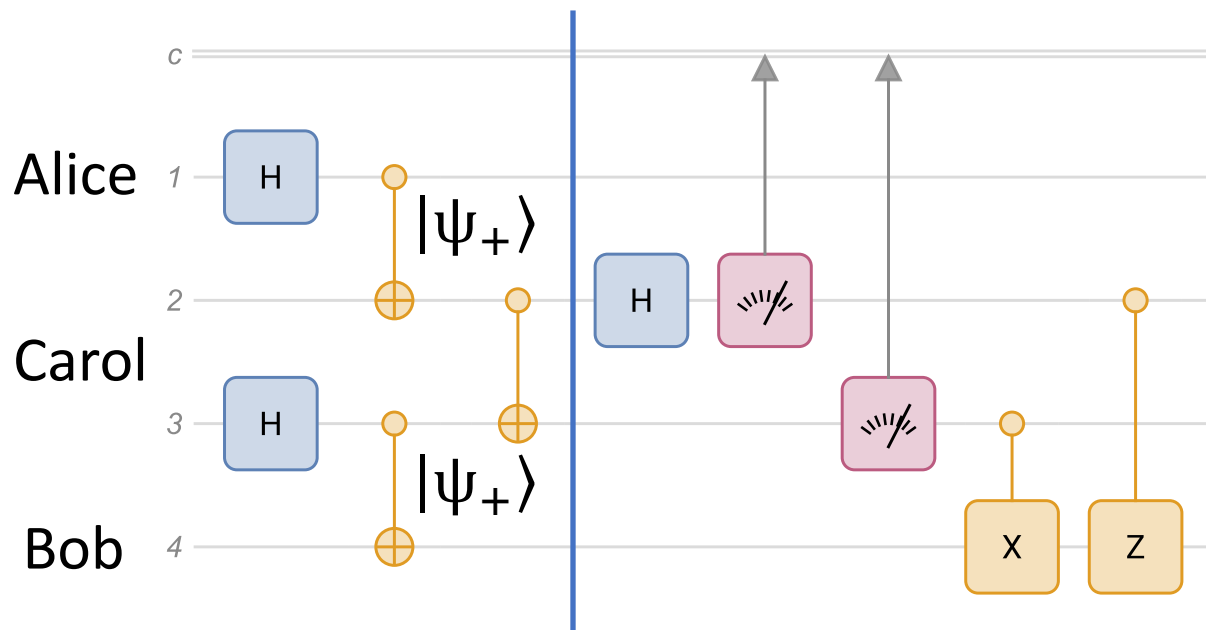 c
Alice 1 H
|ψ₊⟩
2 H
Carol
3 H
|ψ₊⟩
Bob 4 X Z